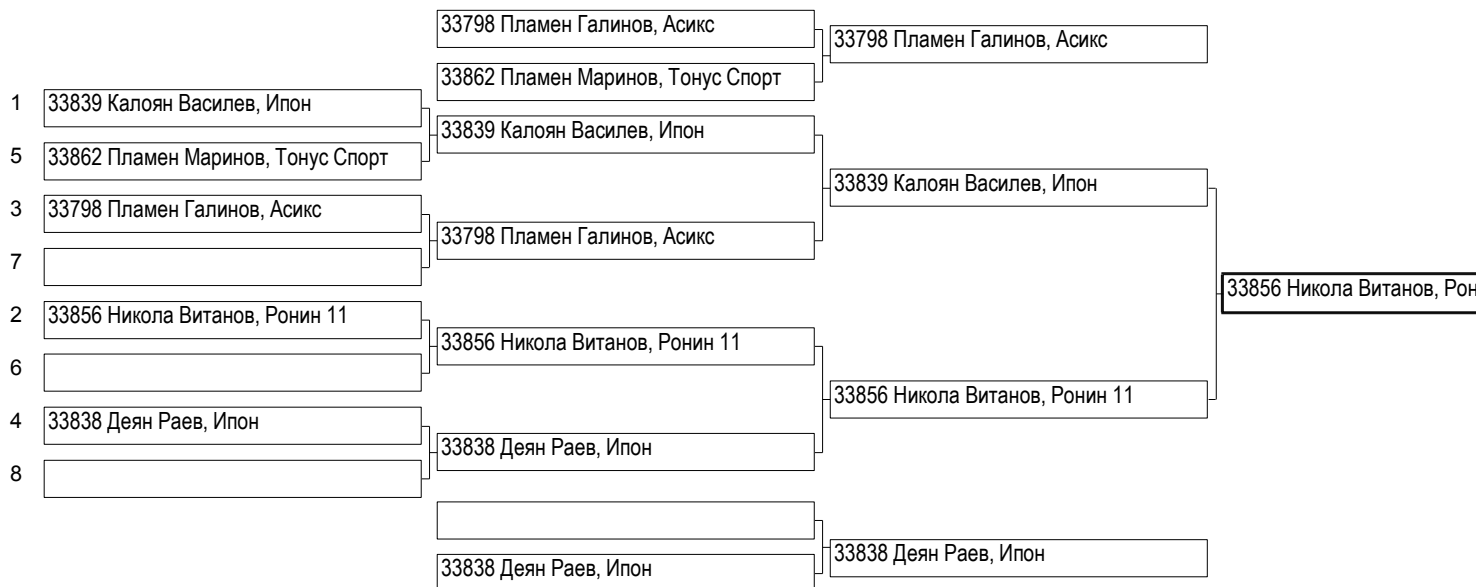 33798 Пламен Галинов, Асикс
33798 Пламен Галинов, Асикс
33862 Пламен Маринов, Тонус Спорт
1 33839 Калоян Василев, Ипон
33839 Калоян Василев, Ипон
5 33862 Пламен Маринов, Тонус Спорт
33839 Калоян Василев, Ипон
3 33798 Пламен Галинов, Асикс
33798 Пламен Галинов, Асикс
7
33856 Никола Витанов, Рон
2 33856 Никола Витанов, Ронин 11
33856 Никола Витанов, Ронин 11
6
33856 Никола Витанов, Ронин 11
4 33838 Деян Раев, Ипон
33838 Деян Раев, Ипон
8
33838 Деян Раев, Ипон
33838 Деян Раев, Ипон